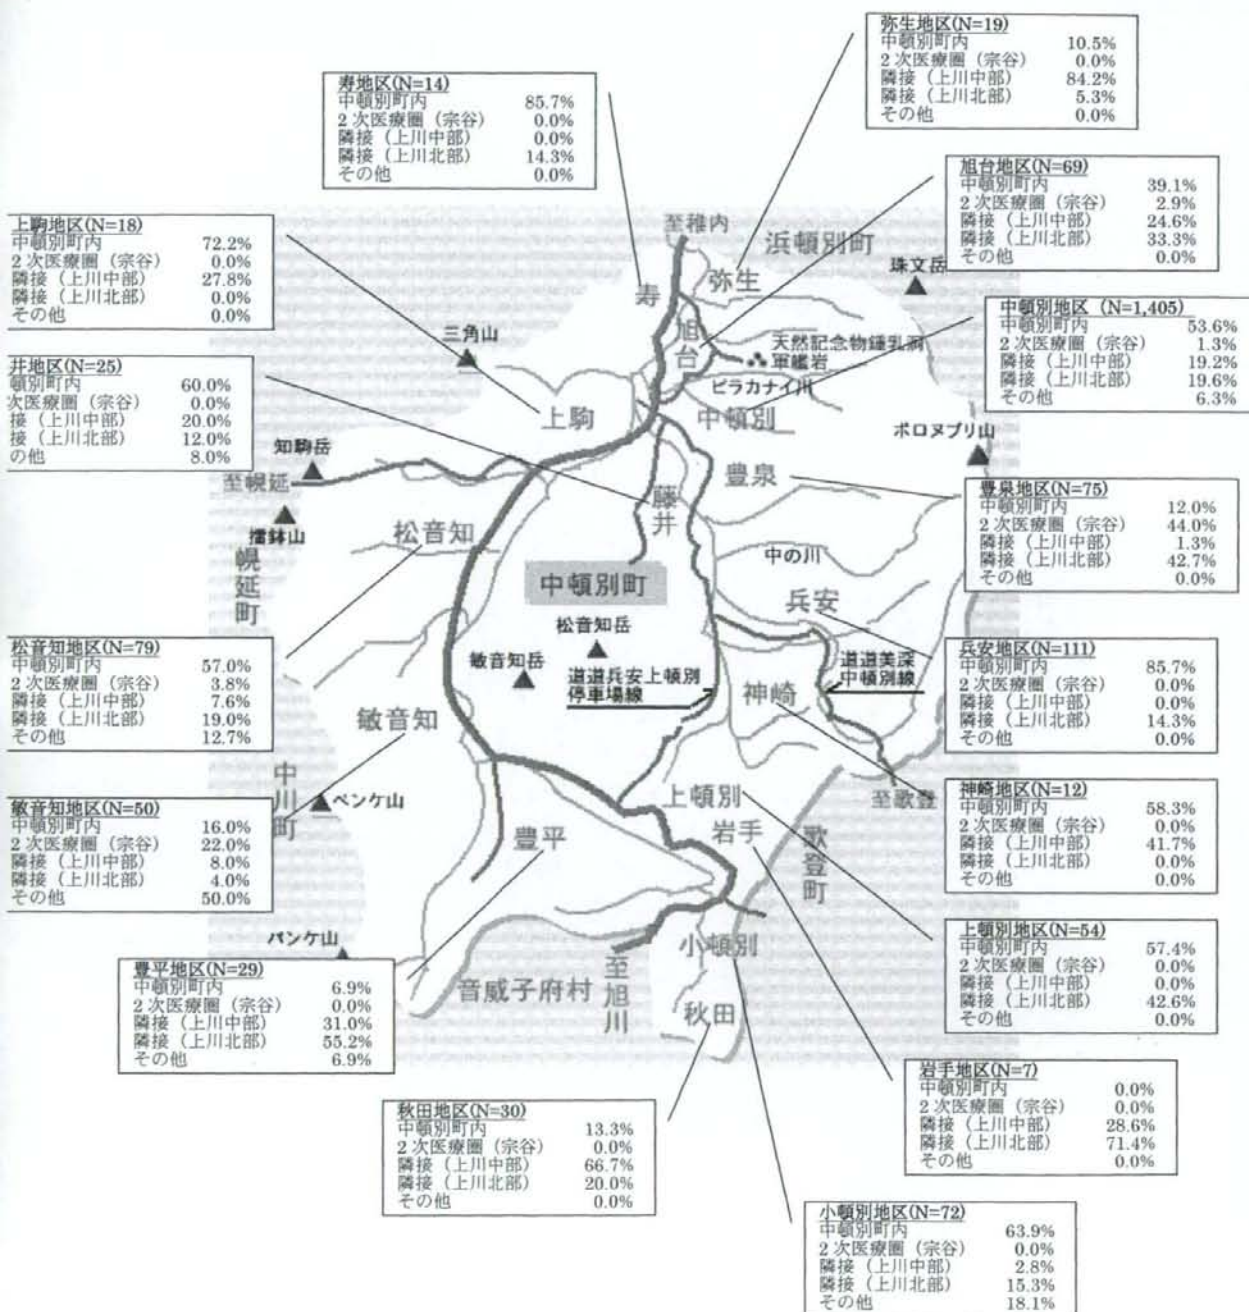 弥生地区(N=19)
中頓別町内 10.5%
2次医療圏（宗谷） 0.0%
隣接（上川中部） 84.2%
隣接（上川北部） 5.3%
その他 0.0%
寿地区(N=14)
中頓別町内 85.7%
2次医療圏（宗谷） 0.0%
隣接（上川中部） 0.0%
隣接（上川北部） 14.3%
その他 0.0%
旭台地区(N=69)
中頓別町内 39.1%
2次医療圏（宗谷） 2.9%
隣接（上川中部） 24.6%
隣接（上川北部） 33.3%
その他 0.0%
上駒地区(N=18)
中頓別町内 72.2%
2次医療圏（宗谷） 0.0%
隣接（上川中部） 27.8%
隣接（上川北部） 0.0%
その他 0.0%
中頓別地区（N=1,405)
中頓別町内 53.6%
2次医療圏（宗谷） 1.3%
隣接（上川中部） 19.2%
隣接（上川北部） 19.6%
その他 6.3%
井地区(N=25)
頓別町内 60.0%
次医療圏（宗谷） 0.0%
接（上川中部） 20.0%
接（上川北部） 12.0%
の他 8.0%
豊泉地区(N=75)
中頓別町内 12.0%
2次医療圏（宗谷） 44.0%
隣接（上川中部） 1.3%
隣接（上川北部） 42.7%
その他 0.0%
松音知地区(N=79)
中頓別町内 57.0%
2次医療圏（宗谷） 3.8%
隣接（上川中部） 7.6%
隣接（上川北部） 19.0%
その他 12.7%
兵安地区(N=111)
中頓別町内 85.7%
2次医療圏（宗谷） 0.0%
隣接（上川中部） 0.0%
隣接（上川北部） 14.3%
その他 0.0%
敏音知地区(N=50)
中頓別町内 16.0%
2次医療圏（宗谷） 22.0%
隣接（上川中部） 8.0%
隣接（上川北部） 4.0%
その他 50.0%
神崎地区(N=12)
中頓別町内 58.3%
2次医療圏（宗谷） 0.0%
隣接（上川中部） 41.7%
隣接（上川北部） 0.0%
その他 0.0%
上頓別地区(N=54)
中頓別町内 57.4%
2次医療圏（宗谷） 0.0%
隣接（上川中部） 0.0%
隣接（上川北部） 42.6%
その他 0.0%
豊平地区(N=29)
中頓別町内 6.9%
2次医療圏（宗谷） 0.0%
隣接（上川中部） 31.0%
隣接（上川北部） 55.2%
その他 6.9%
岩手地区(N=7)
中頓別町内 0.0%
2次医療圏（宗谷） 0.0%
隣接（上川中部） 28.6%
隣接（上川北部） 71.4%
その他 0.0%
秋田地区(N=30)
中頓別町内 13.3%
2次医療圏（宗谷） 0.0%
隣接（上川中部） 66.7%
隣接（上川北部） 20.0%
その他 0.0%
小頓別地区(N=72)
中頓別町内 63.9%
2次医療圏（宗谷） 0.0%
隣接（上川中部） 2.8%
隣接（上川北部） 15.3%
その他 18.1%
至稚内
浜頓別町
珠文岳
寿
弥生
旭台
三角山
天然記念物鍾乳洞
軍艦岩
ピラカナイ川
上駒
中頓別
ポロヌプリ山
知駒岳
至幌延
豊泉
藤井
擂鉢山
松音知
幌延町
中の川
中頓別町
兵安
松音知岳
敏音知岳
道道兵安上頓別
停車場線
道道美深
中頓別線
神崎
敏音知
中川町
ペンケ山
上頓別
至歌登
岩手
歌登町
豊平
パンケ山
小頓別
音威子府村
至旭川
秋田